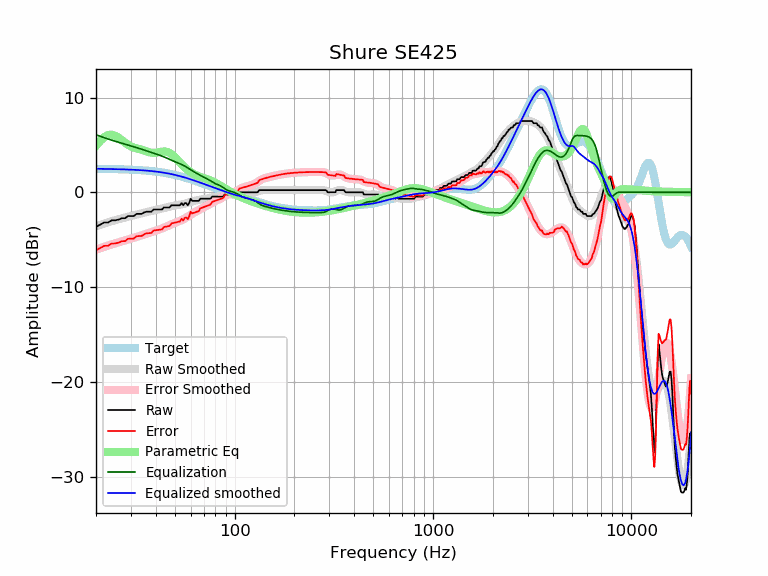 Shure SE425
Amplitude (dBr)
10
0
−10
−20
−30
Target
Raw Smoothed
Error Smoothed
Raw
Error
Parametric Eq
Equalization
Equalized smoothed
100 1000 10000
Frequency (Hz)